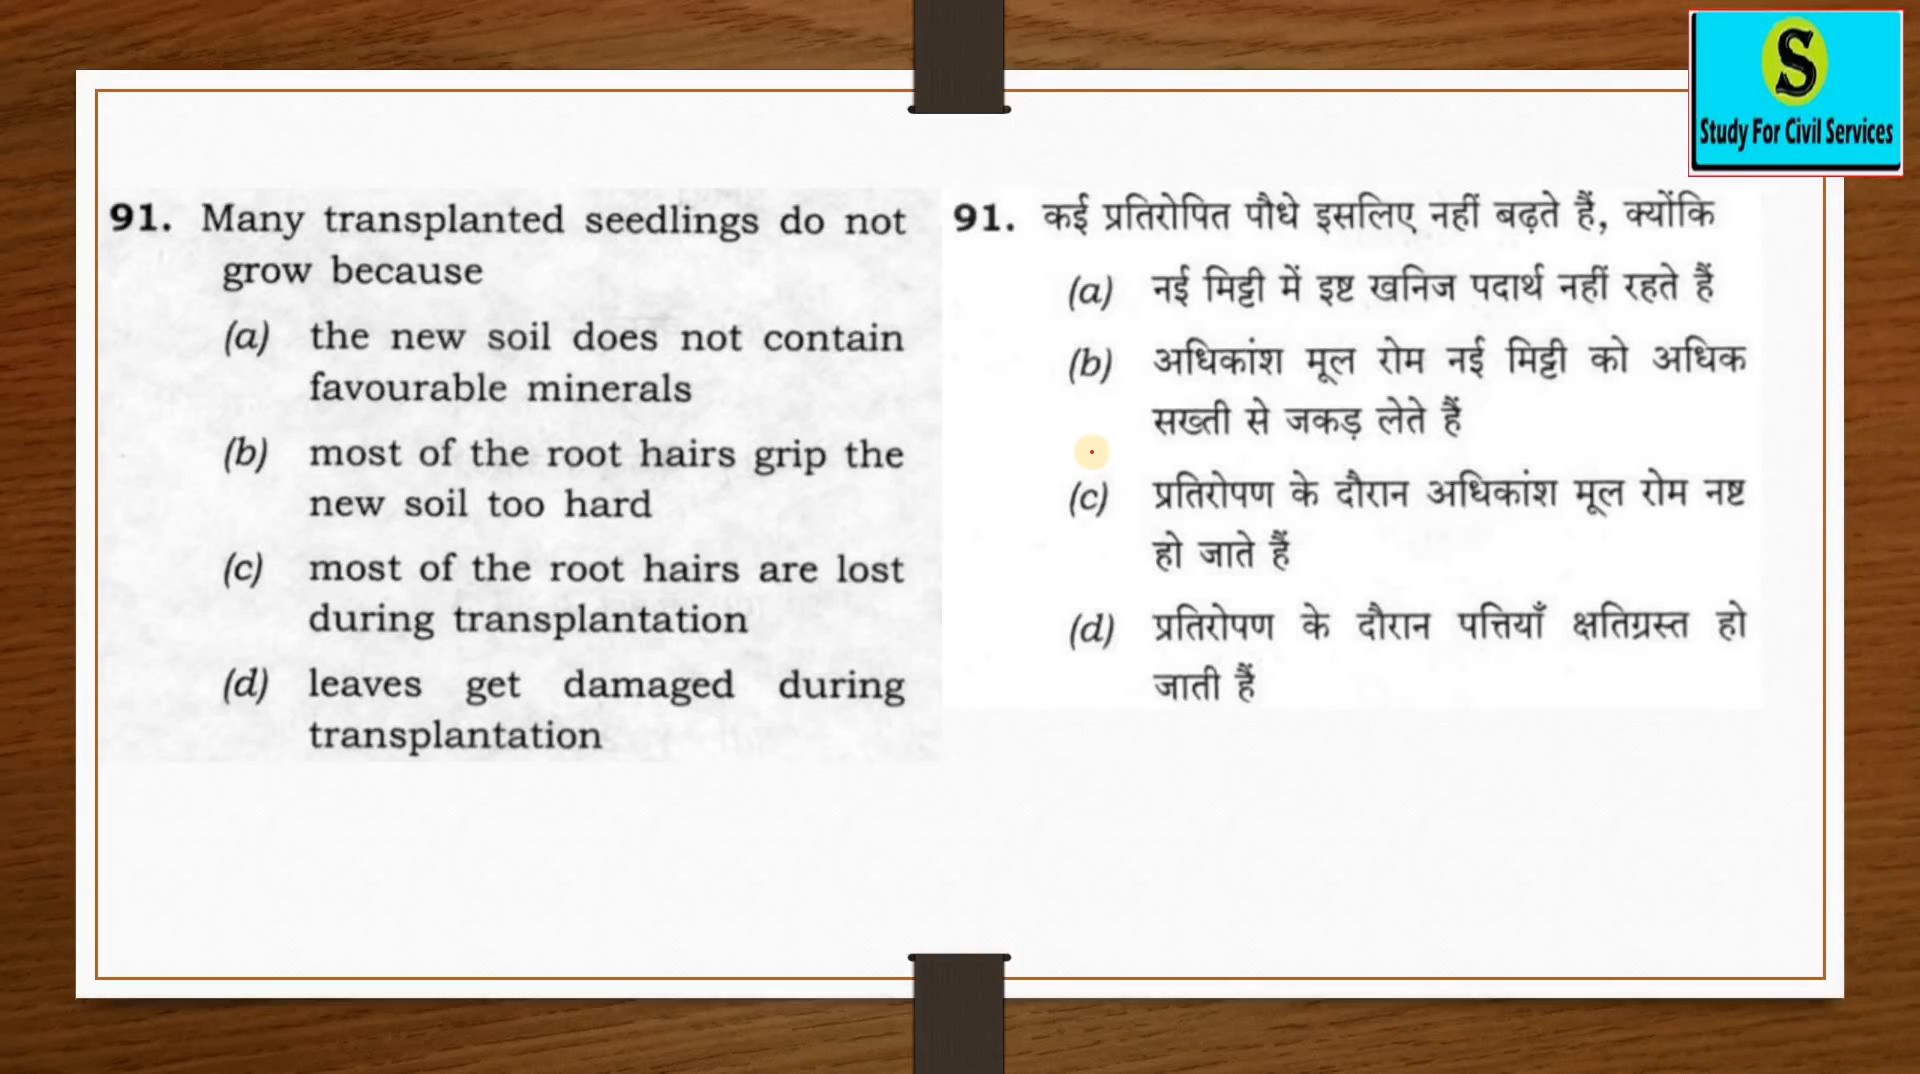 S
Study For Civil Services
91. Many transplanted seedlings do not
grow because
(a) the new soil does not contain
favourable minerals
(b) most of the root hairs grip the
new soil too hard
(c) most of the root hairs are lost
during transplantation
(d) leaves get damaged during
transplantation
91. कई प्रतिरोपित पौधे इसलिए नहीं बढ़ते हैं, क्योंकि
(a) नई मिट्टी में इष्ट खनिज पदार्थ नहीं रहते हैं
(b) अधिकांश मूल रोम नई मिट्टी को अधिक
सख्ती से जकड़ लेते हैं
(c) प्रतिरोपण के दौरान अधिकांश मूल रोम नष्ट
हो जाते हैं
(d) प्रतिरोपण के दौरान पत्तियाँ क्षतिग्रस्त हो
जाती हैं